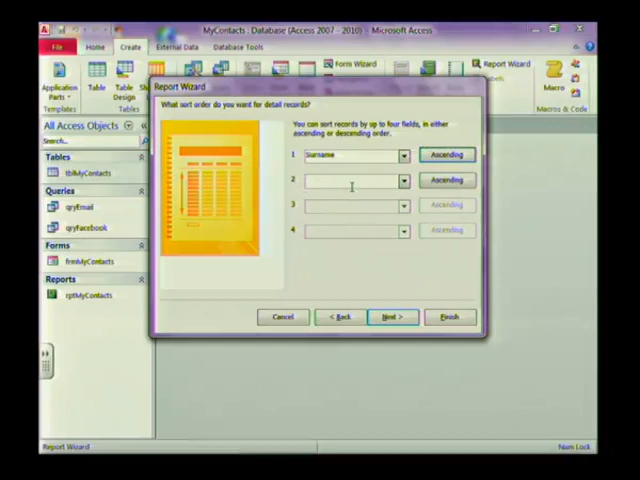 MyContacts : Database (Access 2007 - 2010) - Microsoft Access
File Home Create External Data Database Tools
Form Wizard
Report Wizard
Application Parts
Table
Table Design
Macro
Templates
Tables
Macros & Code
Report Wizard
What sort order do you want for detail records?
You can sort records by up to four fields, in either
ascending or descending order.
1 Surname Ascending
2 Ascending
3 Ascending
4 Ascending
Cancel < Back Next > Finish
All Access Objects
Search...
Tables
tblMyContacts
Queries
qryEmail
qryFacebook
Forms
frmMyContacts
Reports
rptMyContacts
Report Wizard Num Lock